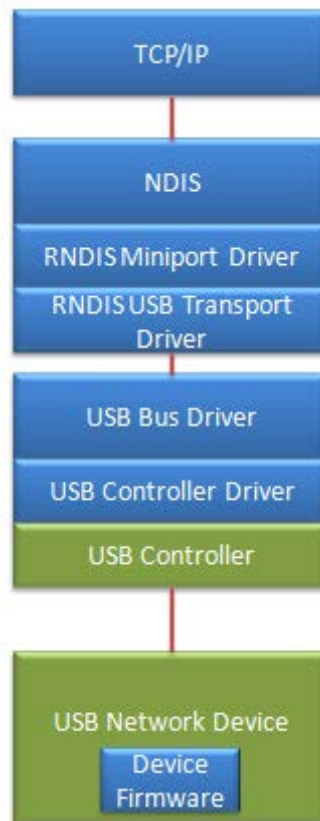 TCP/IP
NDIS
RNDIS Miniport Driver
RNDIS USB Transport
Driver
USB Bus Driver
USB Controller Driver
USB Controller
USB Network Device
Device
Firmware